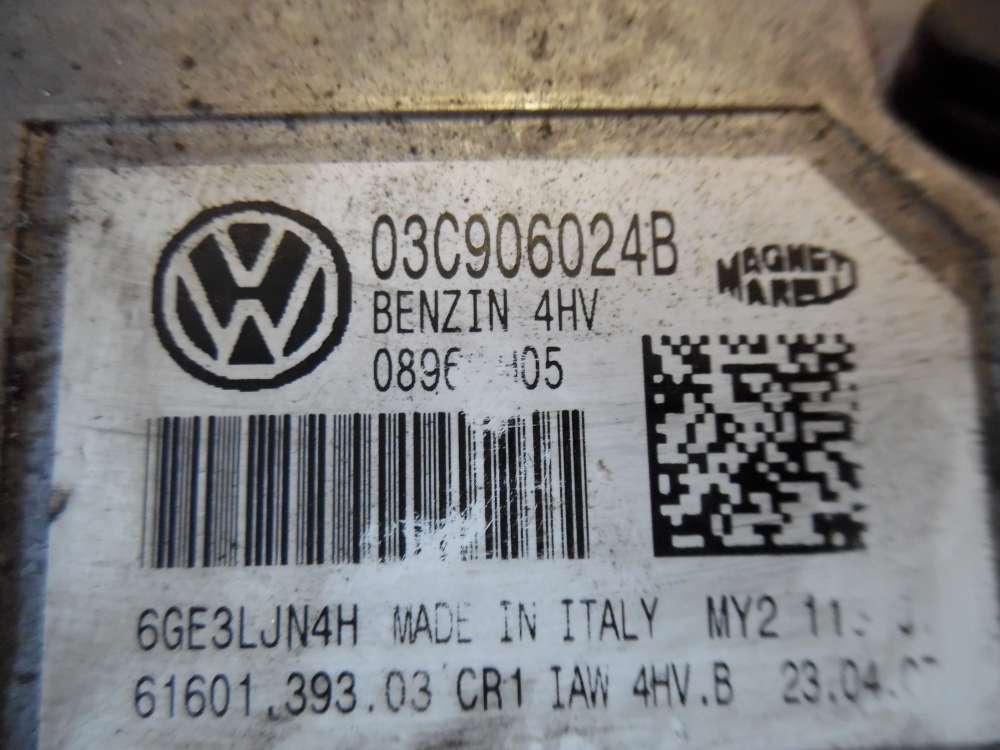 03C906024B
MAGNETI
MARELLI
BENZIN 4HV
6GE3LJN4H MADE IN ITALY MY2
61601.393.03 CR1 IAW 4HV.B